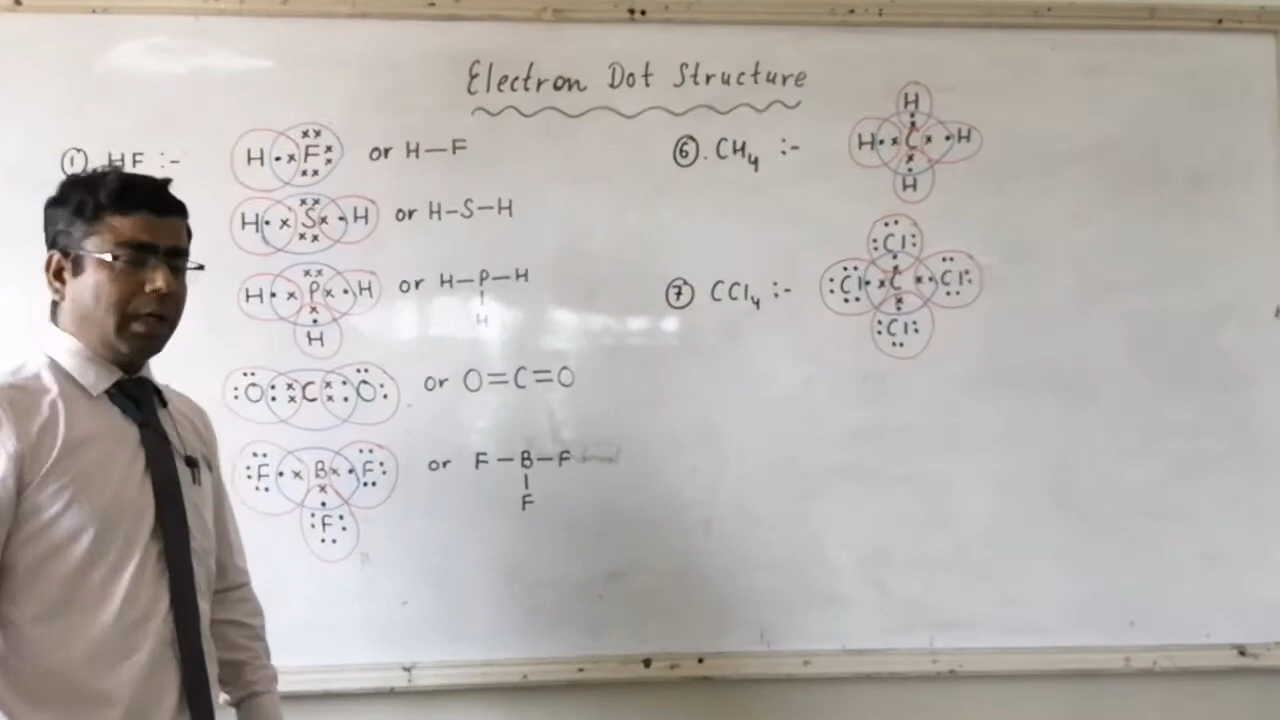 Electron Dot Structure
① HF :-
H •x F or H—F
H • x S x • H or H—S—H
H • x P x • H or H—P—H
H
H
:O :: C :: O: or O=C=O
:F • x B x • F: or F—B—F
:F:
F
⑥. CH4 :-
H
H • x C x • H
H
⑦ CCl4 :-
:Cl:
:Cl • x C x • Cl:
:Cl: